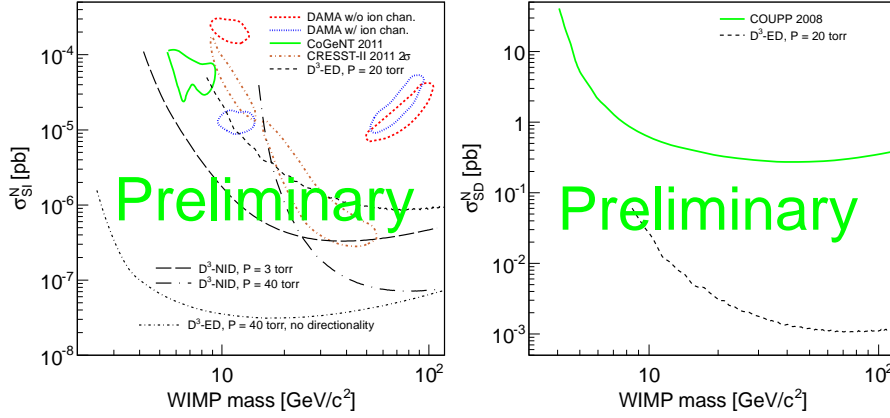 DAMA w/o ion chan.
DAMA w/ ion chan.
CoGeNT 2011
CRESST-II 2011 2σ
D³-ED, P = 20 torr
10⁻⁴
10⁻⁵
10⁻⁶
10⁻⁷
10⁻⁸
σ_SI^N [pb]
Preliminary
D³-NID, P = 3 torr
D³-NID, P = 40 torr
D³-ED, P = 40 torr, no directionality
10
10²
WIMP mass [GeV/c²]
COUPP 2008
D³-ED, P = 20 torr
10
1
10⁻¹
10⁻²
10⁻³
σ_SD^N [pb]
Preliminary
10
10²
WIMP mass [GeV/c²]